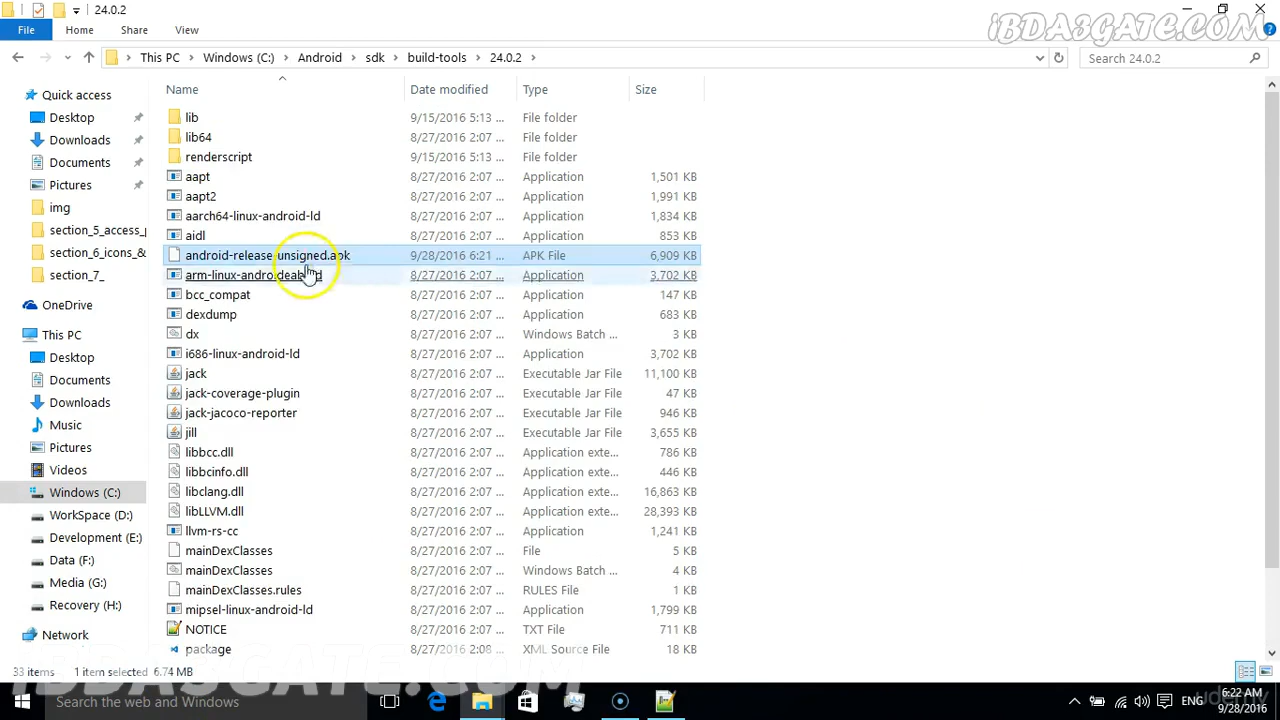 24.0.2
iBDA3GATE.COM
File Home Share View
This PC Windows (C:) Android sdk build-tools 24.0.2
Search 24.0.2
Name Date modified Type Size
Quick access
Desktop
Downloads
Documents
Pictures
img
section_5_access_p
section_6_icons_&
section_7_
OneDrive
This PC
Desktop
Documents
Downloads
Music
Pictures
Videos
Windows (C:)
WorkSpace (D:)
Development (E:)
Data (F:)
Media (G:)
Recovery (H:)
Network
lib 9/15/2016 5:13 ... File folder
lib64 8/27/2016 2:07 ... File folder
renderscript 9/15/2016 5:13 ... File folder
aapt 8/27/2016 2:07 ... Application 1,501 KB
aapt2 8/27/2016 2:07 ... Application 1,991 KB
aarch64-linux-android-ld 8/27/2016 2:07 ... Application 1,834 KB
aidl 8/27/2016 2:07 ... Application 853 KB
android-release-unsigned.apk 9/28/2016 6:21 ... APK File 6,909 KB
8/27/2016 2:07 ... Application 3,702 KB
bcc_compat 8/27/2016 2:07 ... Application 147 KB
dexdump 8/27/2016 2:07 ... Application 683 KB
dx 8/27/2016 2:07 ... Windows Batch ... 3 KB
i686-linux-android-ld 8/27/2016 2:07 ... Application 3,702 KB
jack 8/27/2016 2:07 ... Executable Jar File 11,100 KB
jack-coverage-plugin 8/27/2016 2:07 ... Executable Jar File 47 KB
jack-jacoco-reporter 8/27/2016 2:07 ... Executable Jar File 946 KB
jill 8/27/2016 2:07 ... Executable Jar File 3,655 KB
libbcc.dll 8/27/2016 2:07 ... Application exte... 786 KB
libbcinfo.dll 8/27/2016 2:07 ... Application exte... 446 KB
libclang.dll 8/27/2016 2:07 ... Application exte... 16,863 KB
libLLVM.dll 8/27/2016 2:07 ... Application exte... 28,393 KB
llvm-rs-cc 8/27/2016 2:07 ... Application 1,241 KB
mainDexClasses 8/27/2016 2:07 ... File 5 KB
mainDexClasses 8/27/2016 2:07 ... Windows Batch ... 4 KB
mainDexClasses.rules 8/27/2016 2:07 ... RULES File 1 KB
mipsel-linux-android-ld 8/27/2016 2:07 ... Application 1,799 KB
NOTICE 8/27/2016 2:07 ... TXT File 711 KB
package 8/27/2016 2:08 ... XML Source File 18 KB
33 items 1 item selected 6.74 MB
iBDA3GATE.COM
Search the web and Windows
ENG
6:22 AM
9/28/2016
udemy